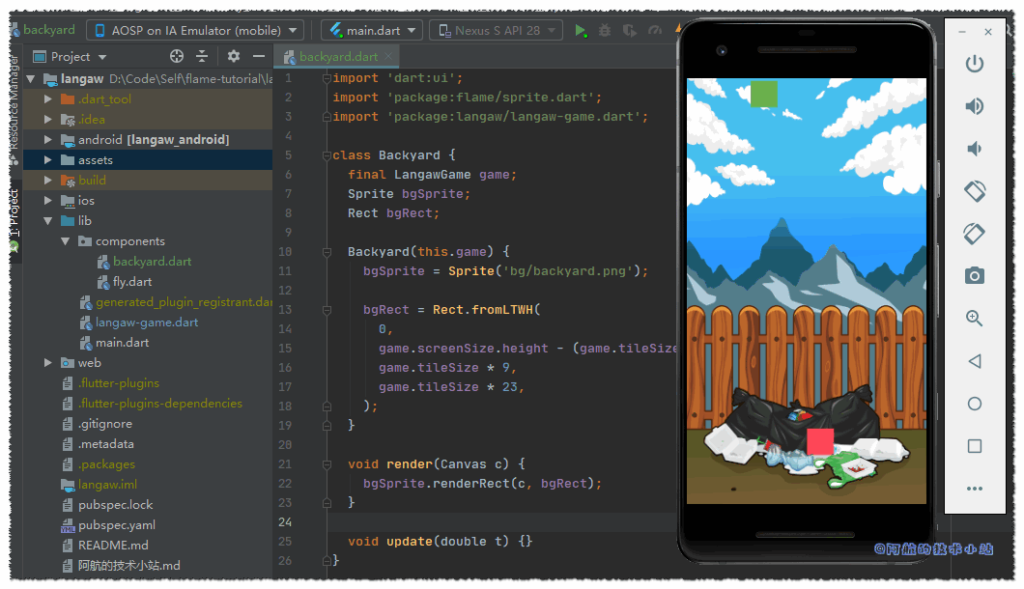 backyard
AOSP on IA Emulator (mobile)
main.dart
Nexus S API 28
Project
backyard.dart
Resource Manager
1: Project
langaw D:\Code\Self\flame-tutorial\la
.dart_tool
.idea
android [langaw_android]
assets
build
ios
lib
components
backyard.dart
fly.dart
generated_plugin_registrant.dar
langaw-game.dart
main.dart
web
.flutter-plugins
.flutter-plugins-dependencies
.gitignore
.metadata
.packages
langaw.iml
pubspec.lock
pubspec.yaml
README.md
阿航的技术小站.md
1 import 'dart:ui';
2 import 'package:flame/sprite.dart';
3 import 'package:langaw/langaw-game.dart';
4
5 class Backyard {
6 final LangawGame game;
7 Sprite bgSprite;
8 Rect bgRect;
9
10 Backyard(this.game) {
11 bgSprite = Sprite('bg/backyard.png');
12
13 bgRect = Rect.fromLTWH(
14 0,
15 game.screenSize.height - (game.tileSize
16 game.tileSize * 9,
17 game.tileSize * 23,
18 );
19 }
20
21 void render(Canvas c) {
22 bgSprite.renderRect(c, bgRect);
23 }
24
25 void update(double t) {}
26 }
@阿航的技术小站